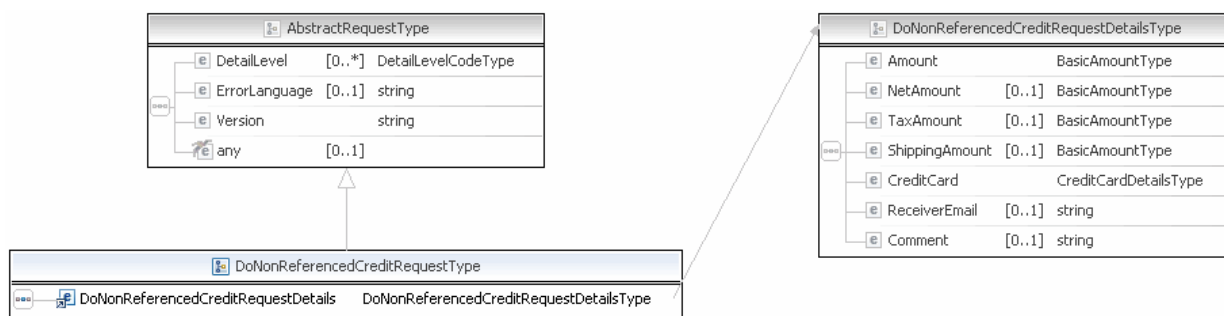 AbstractRequestType
DetailLevel [0..*] DetailLevelCodeType
ErrorLanguage [0..1] string
Version string
any [0..1]
DoNonReferencedCreditRequestType
DoNonReferencedCreditRequestDetails DoNonReferencedCreditRequestDetailsType
DoNonReferencedCreditRequestDetailsType
Amount BasicAmountType
NetAmount [0..1] BasicAmountType
TaxAmount [0..1] BasicAmountType
ShippingAmount [0..1] BasicAmountType
CreditCard CreditCardDetailsType
ReceiverEmail [0..1] string
Comment [0..1] string